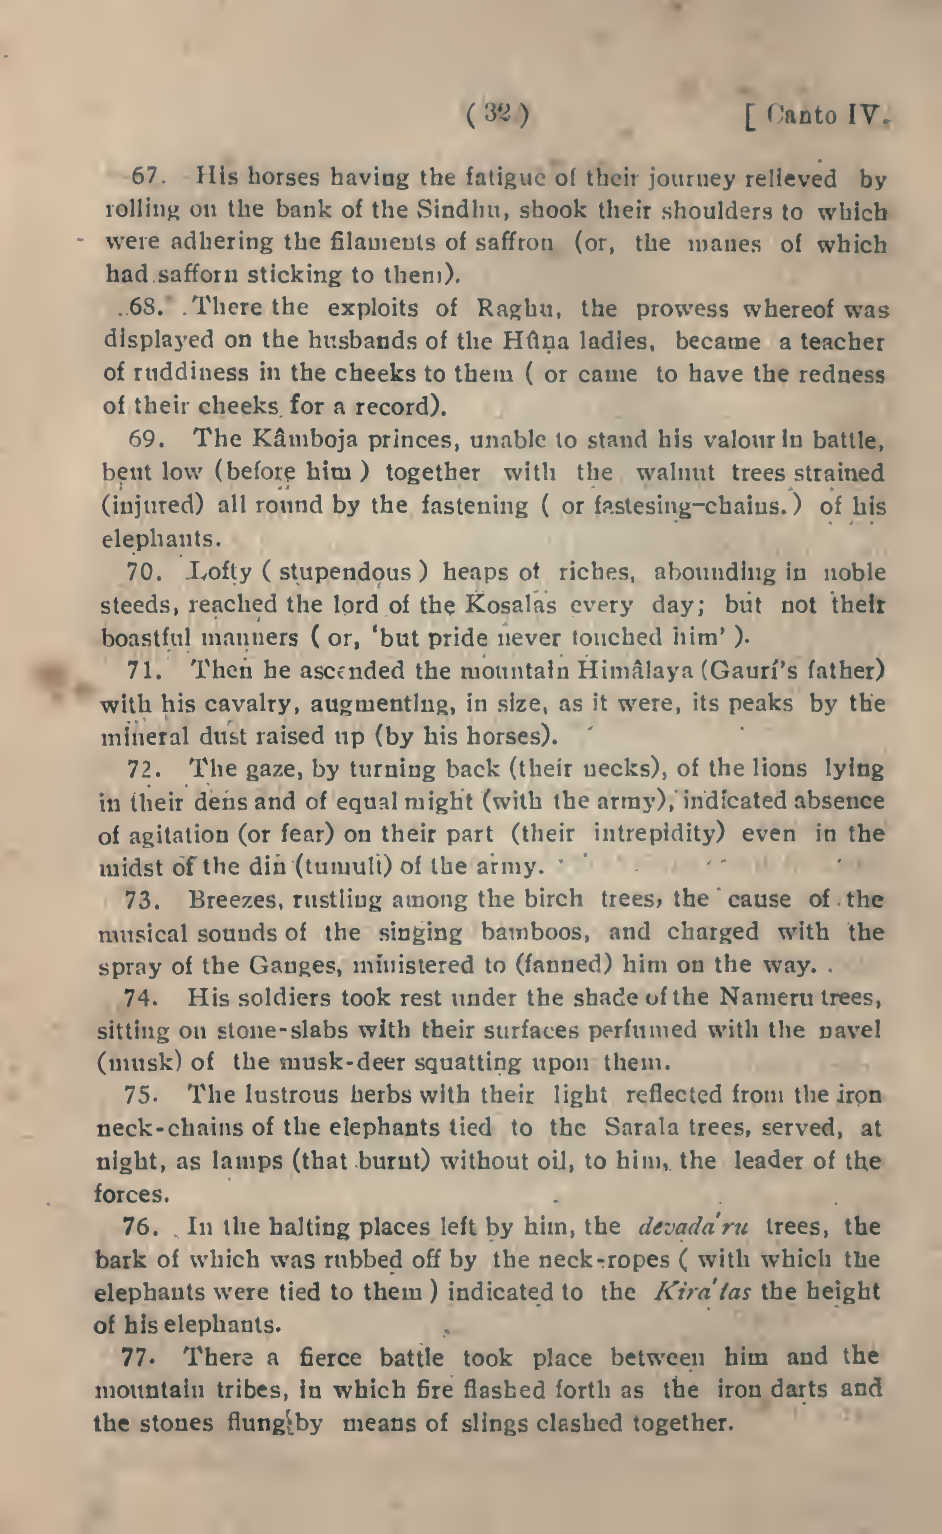 ( 32 ) [ Canto IV.
67. His horses having the fatigue of their journey relieved by
rolling on the bank of the Sindhu, shook their shoulders to which
were adhering the filaments of saffron (or, the manes of which
had safforn sticking to them).
68. There the exploits of Raghu, the prowess whereof was
displayed on the husbands of the Hûṇa ladies, became a teacher
of ruddiness in the cheeks to them ( or came to have the redness
of their cheeks for a record).
69. The Kâmboja princes, unable to stand his valour in battle,
bent low (before him ) together with the walnut trees strained
(injured) all round by the fastening ( or fastesing-chains. ) of his
elephants.
70. Lofty ( stupendous ) heaps of riches, abounding in noble
steeds, reached the lord of the Kosalas every day; but not their
boastful manners ( or, 'but pride never touched him' ).
71. Then he ascended the mountain Himâlaya (Gaurí's father)
with his cavalry, augmenting, in size, as it were, its peaks by the
mineral dust raised up (by his horses).
72. The gaze, by turning back (their necks), of the lions lying
in their dens and of equal might (with the army), indicated absence
of agitation (or fear) on their part (their intrepidity) even in the
midst of the din (tumult) of the army.
73. Breezes, rustling among the birch trees, the cause of the
musical sounds of the singing bamboos, and charged with the
spray of the Ganges, ministered to (fanned) him on the way.
74. His soldiers took rest under the shade of the Nameru trees,
sitting on stone-slabs with their surfaces perfumed with the navel
(musk) of the musk-deer squatting upon them.
75. The lustrous herbs with their light reflected from the iron
neck-chains of the elephants tied to the Sarala trees, served, at
night, as lamps (that burnt) without oil, to him, the leader of the
forces.
76. In the halting places left by him, the devada'ru trees, the
bark of which was rubbed off by the neck-ropes ( with which the
elephants were tied to them ) indicated to the Kira'tas the height
of his elephants.
77. There a fierce battle took place between him and the
mountain tribes, in which fire flashed forth as the iron darts and
the stones flung by means of slings clashed together.